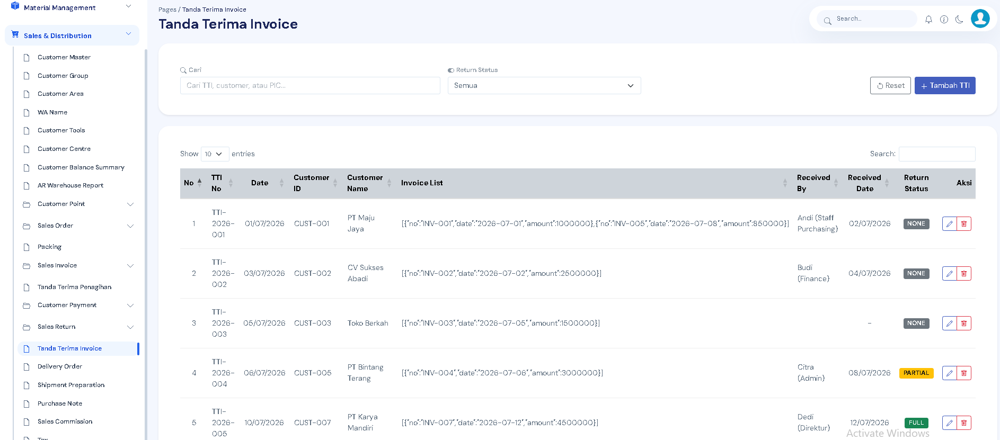 Material Management
Sales & Distribution
Customer Master
Customer Group
Customer Area
WA Name
Customer Tools
Customer Centre
Customer Balance Summary
AR Warehouse Report
Customer Point
Sales Order
Packing
Sales Invoice
Tanda Terima Penagihan
Customer Payment
Sales Return
Tanda Terima Invoice
Delivery Order
Shipment Preparation
Purchase Note
Sales Commission
Tax
Pages / Tanda Terima Invoice
Tanda Terima Invoice
Search...
Cari
Cari TTI, customer, atau PIC...
Return Status
Semua
Reset
+ Tambah TTI
Show 10 entries
Search:
No TTI No Date Customer ID Customer Name Invoice List Received By Received Date Return Status Aksi
1 TTI-2026-001 01/07/2026 CUST-001 PT Maju Jaya [{"no":"INV-001","date":"2026-07-01","amount":1000000},{"no":"INV-005","date":"2026-07-08","amount":850000}] Andi (Staff Purchasing) 02/07/2026 NONE
2 TTI-2026-002 03/07/2026 CUST-002 CV Sukses Abadi [{"no":"INV-002","date":"2026-07-02","amount":2500000}] Budi (Finance) 04/07/2026 NONE
3 TTI-2026-003 05/07/2026 CUST-003 Toko Berkah [{"no":"INV-003","date":"2026-07-05","amount":1500000}] - NONE
4 TTI-2026-004 06/07/2026 CUST-005 PT Bintang Terang [{"no":"INV-004","date":"2026-07-06","amount":3000000}] Citra (Admin) 08/07/2026 PARTIAL
5 TTI-2026-005 10/07/2026 CUST-007 PT Karya Mandiri [{"no":"INV-007","date":"2026-07-12","amount":4500000}] Dedi (Direktur) 12/07/2026 FULL
Activate Windows